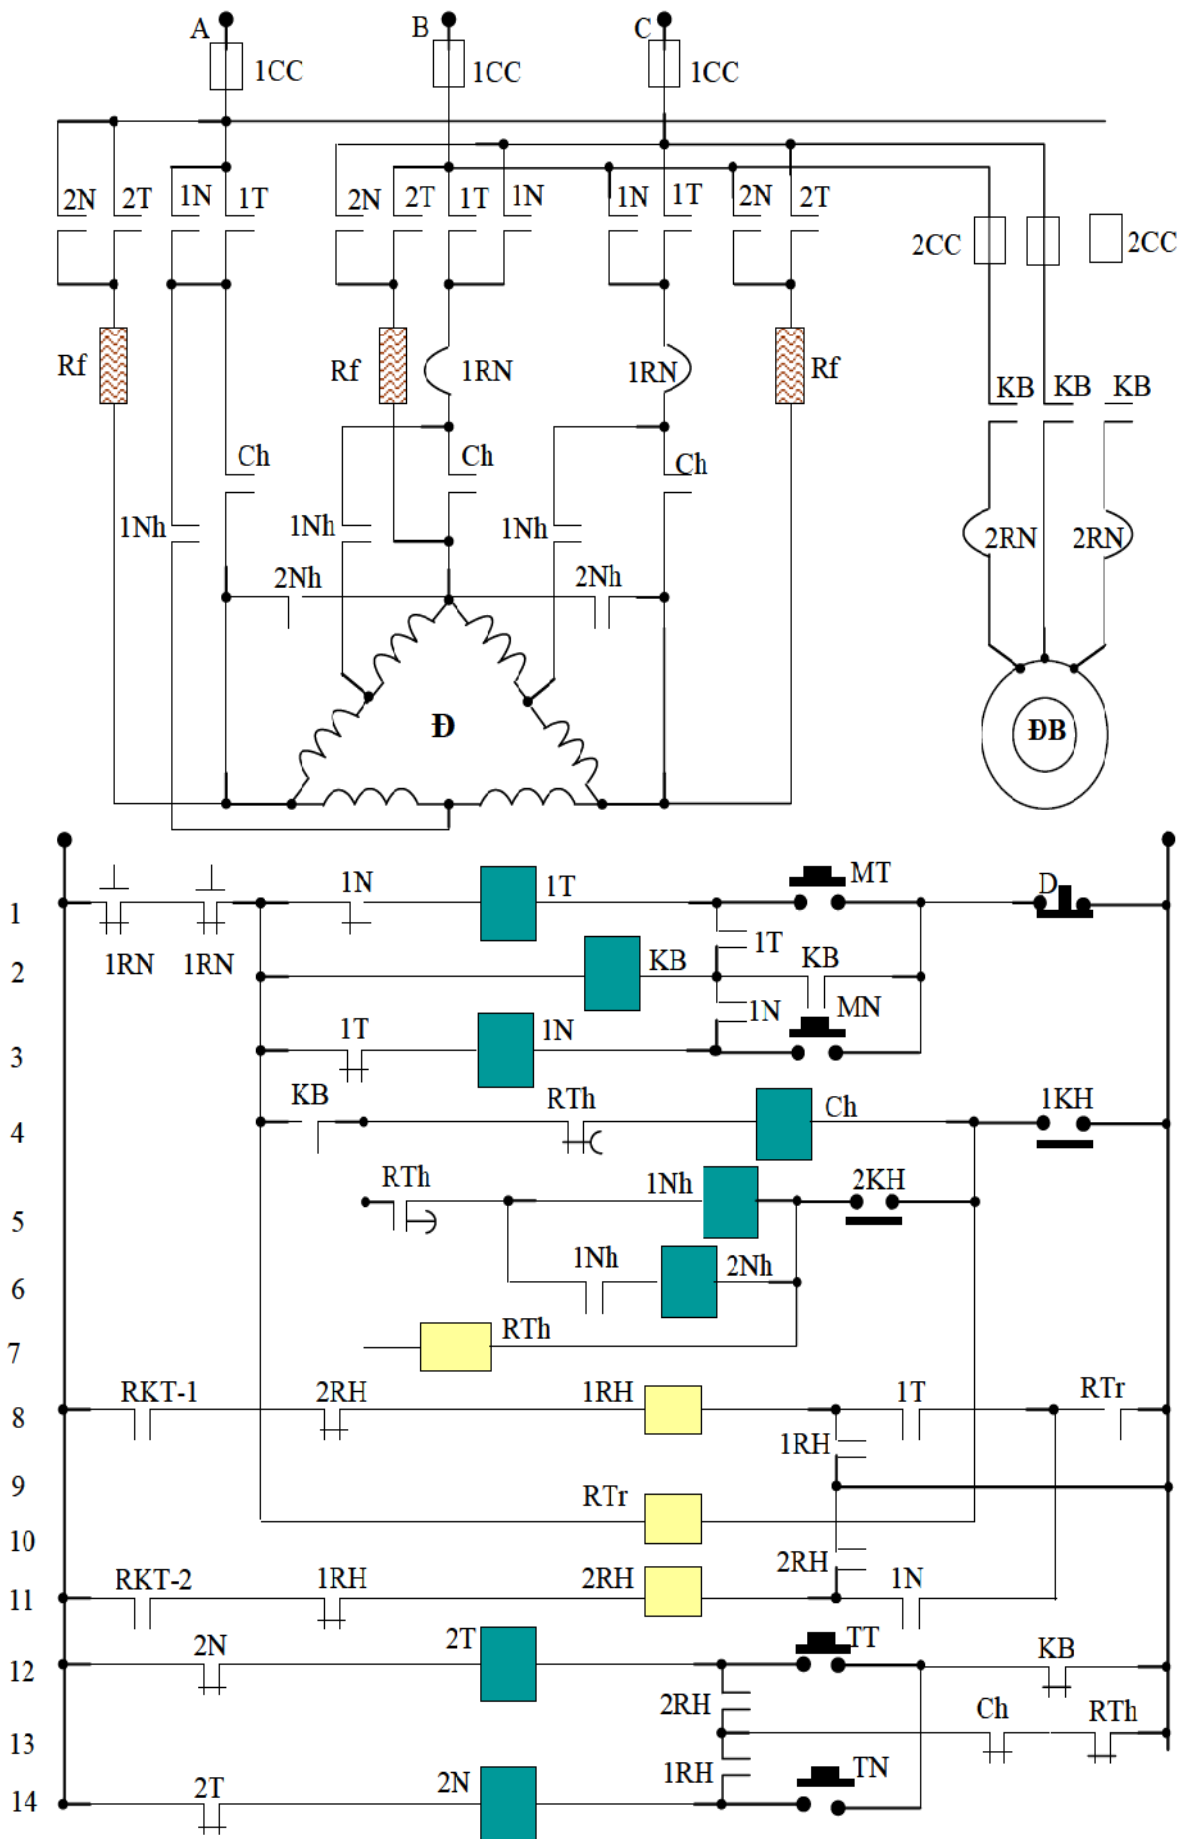 A B C
1CC 1CC 1CC
2N 2T 1N 1T 2N 2T 1T 1N 1N 1T 2N 2T
2CC 2CC
Rf Rf 1RN 1RN Rf
KB KB KB
Ch Ch Ch
1Nh 1Nh 1Nh
2RN 2RN
2Nh 2Nh
Đ ĐB
1 1N 1T MT D
1RN 1RN 1T
2 KB KB
1N MN
3 1T 1N
4 KB RTh Ch 1KH
5 RTh 1Nh 2KH
6 1Nh 2Nh
7 RTh
8 RKT-1 2RH 1RH 1T RTr
1RH
9
10 RTr
2RH
11 RKT-2 1RH 2RH 1N
12 2N 2T TT KB
2RH
13 Ch RTh
1RH
14 2T 2N TN